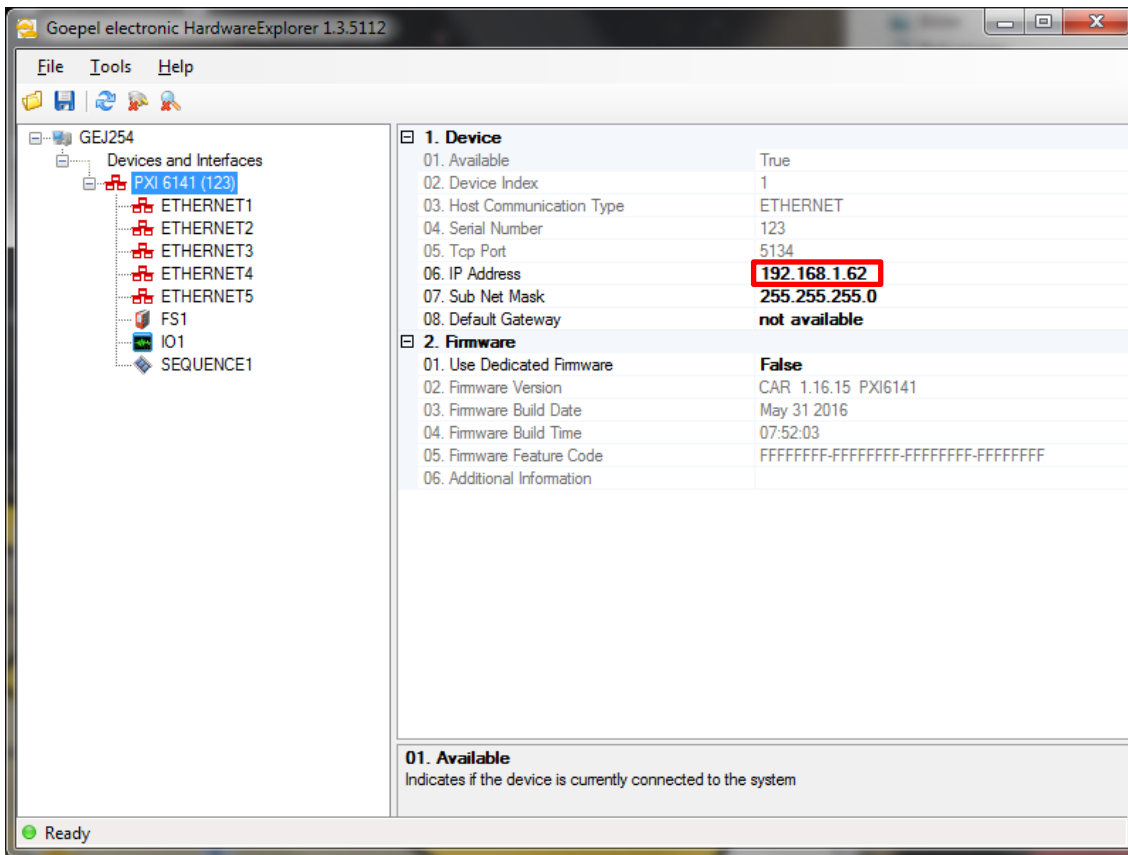 Goepel electronic HardwareExplorer 1.3.5112
File Tools Help
GEJ254
Devices and Interfaces
PXI 6141 (123)
ETHERNET1
ETHERNET2
ETHERNET3
ETHERNET4
ETHERNET5
FS1
IO1
SEQUENCE1
1. Device
01. Available True
02. Device Index 1
03. Host Communication Type ETHERNET
04. Serial Number 123
05. Tcp Port 5134
06. IP Address 192.168.1.62
07. Sub Net Mask 255.255.255.0
08. Default Gateway not available
2. Firmware
01. Use Dedicated Firmware False
02. Firmware Version CAR 1.16.15 PXI6141
03. Firmware Build Date May 31 2016
04. Firmware Build Time 07:52:03
05. Firmware Feature Code FFFFFFFF-FFFFFFFF-FFFFFFFF-FFFFFFFF
06. Additional Information
01. Available
Indicates if the device is currently connected to the system
Ready